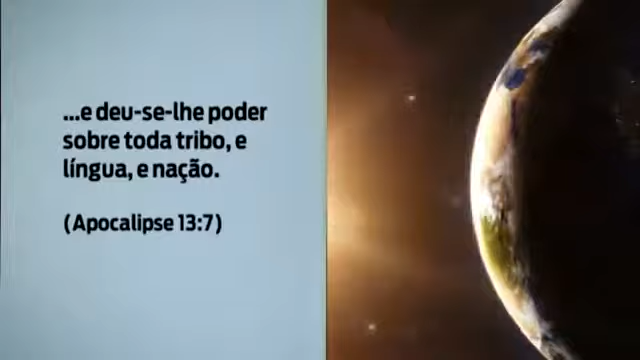 ...e deu-se-lhe poder
sobre toda tribo, e
língua, e nação.
(Apocalipse 13:7)